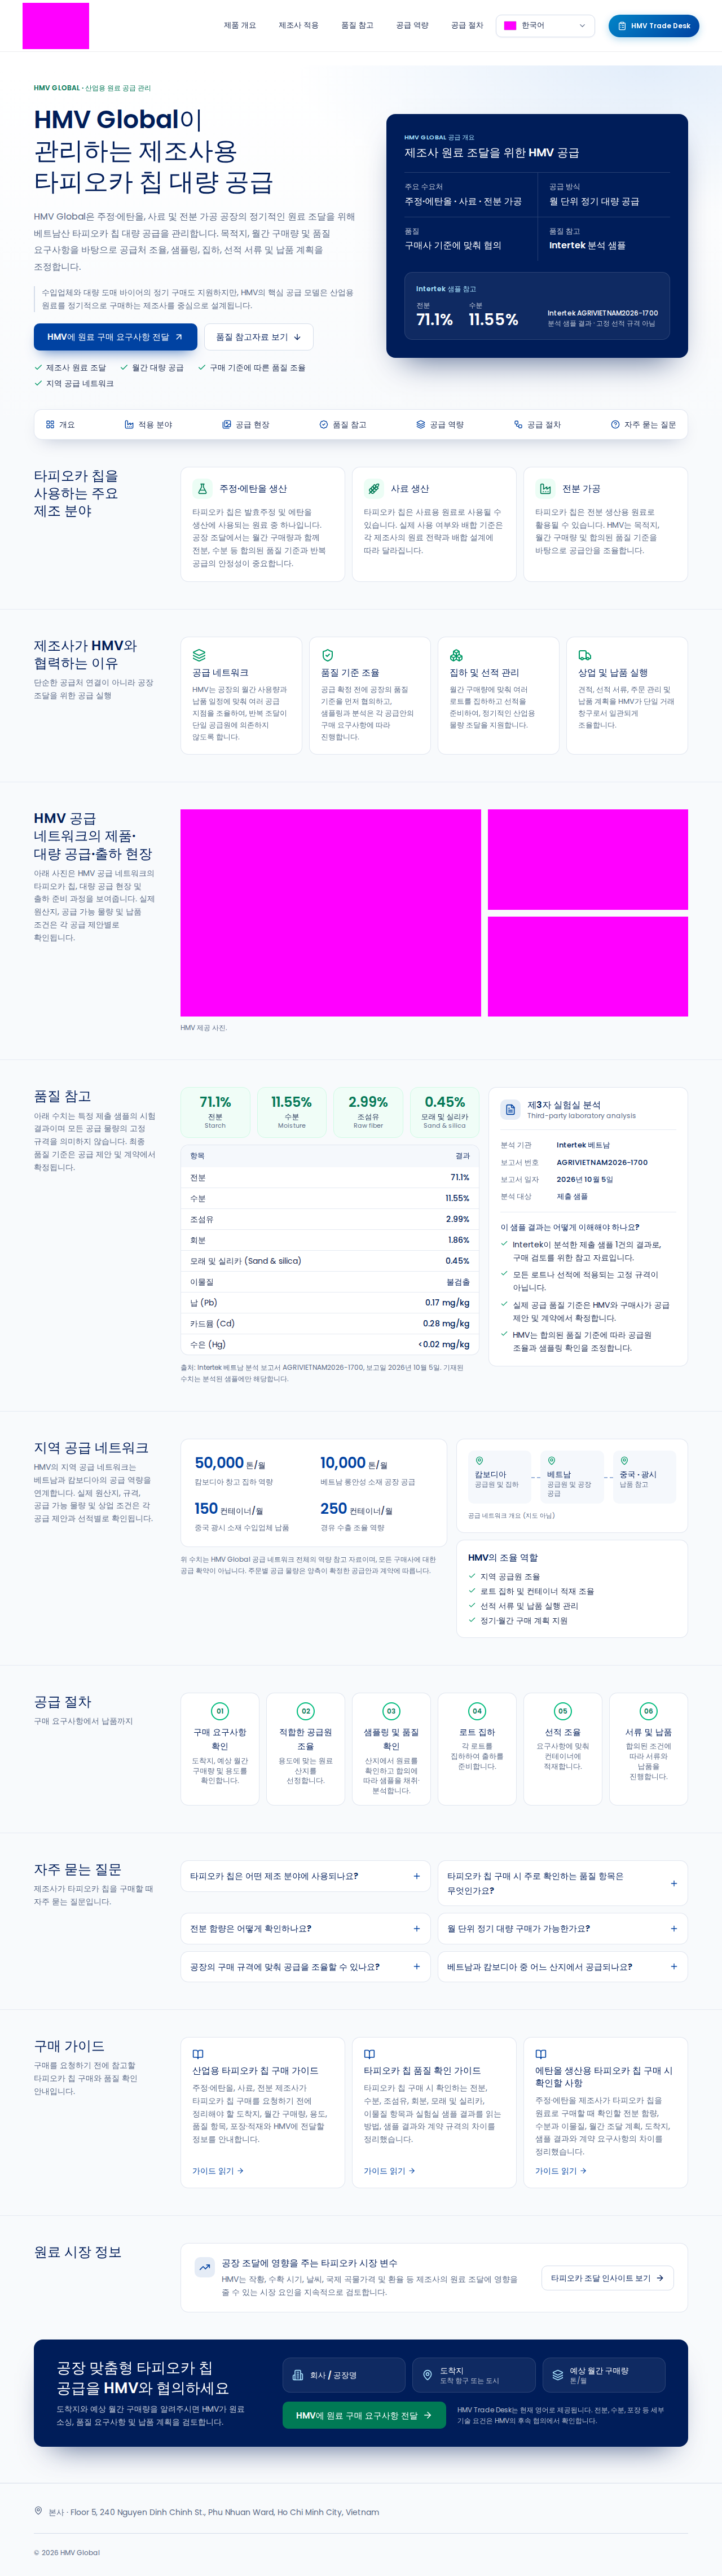 제품 개요
제조사 적용
품질 참고
공급 역량
공급 절차
한국어
HMV Trade Desk
HMV GLOBAL · 산업용 원료 공급 관리
HMV Global이
관리하는 제조사용
타피오카 칩 대량 공급
HMV Global은 주정·에탄올, 사료 및 전분 가공 공장의 정기적인 원료 조달을 위해
베트남산 타피오카 칩 대량 공급을 관리합니다. 목적지, 월간 구매량 및 품질
요구사항을 바탕으로 공급처 조율, 샘플링, 집하, 선적 서류 및 납품 계획을
조정합니다.
수입업체와 대량 도매 바이어의 정기 구매도 지원하지만, HMV의 핵심 공급 모델은 산업용
원료를 정기적으로 구매하는 제조사를 중심으로 설계됩니다.
HMV에 원료 구매 요구사항 전달
품질 참고자료 보기
제조사 원료 조달
월간 대량 공급
구매 기준에 따른 품질 조율
지역 공급 네트워크
HMV GLOBAL 공급 개요
제조사 원료 조달을 위한 HMV 공급
주요 수요처
주정·에탄올 · 사료 · 전분 가공
공급 방식
월 단위 정기 대량 공급
품질
구매사 기준에 맞춰 협의
품질 참고
Intertek 분석 샘플
Intertek 샘플 참고
전분
71.1%
수분
11.55%
Intertek AGRIVIETNAM2026-1700
분석 샘플 결과 · 고정 선적 규격 아님
개요
적용 분야
공급 현장
품질 참고
공급 역량
공급 절차
자주 묻는 질문
타피오카 칩을
사용하는 주요
제조 분야
주정·에탄올 생산
타피오카 칩은 발효주정 및 에탄올
생산에 사용되는 원료 중 하나입니다.
공장 조달에서는 월간 구매량과 함께
전분, 수분 등 합의된 품질 기준과 반복
공급의 안정성이 중요합니다.
사료 생산
타피오카 칩은 사료용 원료로 사용될 수
있습니다. 실제 사용 여부와 배합 기준은
각 제조사의 원료 전략과 배합 설계에
따라 달라집니다.
전분 가공
타피오카 칩은 전분 생산용 원료로
활용될 수 있습니다. HMV는 목적지,
월간 구매량 및 합의된 품질 기준을
바탕으로 공급안을 조율합니다.
제조사가 HMV와
협력하는 이유
단순한 공급처 연결이 아니라 공장
조달을 위한 공급 실행
공급 네트워크
HMV는 공장의 월간 사용량과
납품 일정에 맞춰 여러 공급
지점을 조율하여, 반복 조달이
단일 공급원에 의존하지
않도록 합니다.
품질 기준 조율
공급 확정 전에 공장의 품질
기준을 먼저 협의하고,
샘플링과 분석은 각 공급안의
구매 요구사항에 따라
진행합니다.
집하 및 선적 관리
월간 구매량에 맞춰 여러
로트를 집하하고 선적을
준비하여, 정기적인 산업용
물량 조달을 지원합니다.
상업 및 납품 실행
견적, 선적 서류, 주문 관리 및
납품 계획을 HMV가 단일 거래
창구로서 일관되게
조율합니다.
HMV 공급
네트워크의 제품·
대량 공급·출하 현장
아래 사진은 HMV 공급 네트워크의
타피오카 칩, 대량 공급 현장 및
출하 준비 과정을 보여줍니다. 실제
원산지, 공급 가능 물량 및 납품
조건은 각 공급 제안별로
확인됩니다.
HMV 제공 사진.
품질 참고
아래 수치는 특정 제출 샘플의 시험
결과이며 모든 공급 물량의 고정
규격을 의미하지 않습니다. 최종
품질 기준은 공급 제안 및 계약에서
확정됩니다.
71.1%
전분
Starch
11.55%
수분
Moisture
2.99%
조섬유
Raw fiber
0.45%
모래 및 실리카
Sand & silica
항목 결과
전분 71.1%
수분 11.55%
조섬유 2.99%
회분 1.86%
모래 및 실리카 (Sand & silica) 0.45%
이물질 불검출
납 (Pb) 0.17 mg/kg
카드뮴 (Cd) 0.28 mg/kg
수은 (Hg) <0.02 mg/kg
출처: Intertek 베트남 분석 보고서 AGRIVIETNAM2026-1700, 보고일 2026년 10월 5일. 기재된
수치는 분석된 샘플에만 해당합니다.
제3자 실험실 분석
Third-party laboratory analysis
분석 기관 Intertek 베트남
보고서 번호 AGRIVIETNAM2026-1700
보고서 일자 2026년 10월 5일
분석 대상 제출 샘플
이 샘플 결과는 어떻게 이해해야 하나요?
Intertek이 분석한 제출 샘플 1건의 결과로,
구매 검토를 위한 참고 자료입니다.
모든 로트나 선적에 적용되는 고정 규격이
아닙니다.
실제 공급 품질 기준은 HMV와 구매사가 공급
제안 및 계약에서 확정합니다.
HMV는 합의된 품질 기준에 따라 공급원
조율과 샘플링 확인을 조정합니다.
지역 공급 네트워크
HMV의 지역 공급 네트워크는
베트남과 캄보디아의 공급 역량을
연계합니다. 실제 원산지, 규격,
공급 가능 물량 및 상업 조건은 각
공급 제안과 선적별로 확인됩니다.
50,000 톤/월
캄보디아 창고 집하 역량
10,000 톤/월
베트남 롱안성 소재 공장 공급
150 컨테이너/월
중국 광시 소재 수입업체 납품
250 컨테이너/월
경유 수출 조율 역량
위 수치는 HMV Global 공급 네트워크 전체의 역량 참고 자료이며, 모든 구매사에 대한
공급 확약이 아닙니다. 주문별 공급 물량은 양측이 확정한 공급안과 계약에 따릅니다.
캄보디아
공급원 및 집하
베트남
공급원 및 공장
공급
중국 · 광시
납품 참고
공급 네트워크 개요 (지도 아님)
HMV의 조율 역할
지역 공급원 조율
로트 집하 및 컨테이너 적재 조율
선적 서류 및 납품 실행 관리
정기·월간 구매 계획 지원
공급 절차
구매 요구사항에서 납품까지
01
구매 요구사항
확인
도착지, 예상 월간
구매량 및 용도를
확인합니다.
02
적합한 공급원
조율
용도에 맞는 원료
산지를
선정합니다.
03
샘플링 및 품질
확인
산지에서 원료를
확인하고 합의에
따라 샘플을 채취·
분석합니다.
04
로트 집하
각 로트를
집하하여 출하를
준비합니다.
05
선적 조율
요구사항에 맞춰
컨테이너에
적재합니다.
06
서류 및 납품
합의된 조건에
따라 서류와
납품을
진행합니다.
자주 묻는 질문
제조사가 타피오카 칩을 구매할 때
자주 묻는 질문입니다.
타피오카 칩은 어떤 제조 분야에 사용되나요?
타피오카 칩 구매 시 주로 확인하는 품질 항목은
무엇인가요?
전분 함량은 어떻게 확인하나요?
월 단위 정기 대량 구매가 가능한가요?
공장의 구매 규격에 맞춰 공급을 조율할 수 있나요?
베트남과 캄보디아 중 어느 산지에서 공급되나요?
구매 가이드
구매를 요청하기 전에 참고할
타피오카 칩 구매와 품질 확인
안내입니다.
산업용 타피오카 칩 구매 가이드
주정·에탄올, 사료, 전분 제조사가
타피오카 칩 구매를 요청하기 전에
정리해야 할 도착지, 월간 구매량, 용도,
품질 항목, 포장·적재와 HMV에 전달할
정보를 안내합니다.
가이드 읽기
타피오카 칩 품질 확인 가이드
타피오카 칩 구매 시 확인하는 전분,
수분, 조섬유, 회분, 모래 및 실리카,
이물질 항목과 실험실 샘플 결과를 읽는
방법, 샘플 결과와 계약 규격의 차이를
정리했습니다.
가이드 읽기
에탄올 생산용 타피오카 칩 구매 시
확인할 사항
주정·에탄올 제조사가 타피오카 칩을
원료로 구매할 때 확인할 전분 함량,
수분과 이물질, 월간 조달 계획, 도착지,
샘플 결과와 계약 요구사항의 차이를
정리했습니다.
가이드 읽기
원료 시장 정보
공장 조달에 영향을 주는 타피오카 시장 변수
HMV는 작황, 수확 시기, 날씨, 국제 곡물가격 및 환율 등 제조사의 원료 조달에 영향을
줄 수 있는 시장 요인을 지속적으로 검토합니다.
타피오카 조달 인사이트 보기
공장 맞춤형 타피오카 칩
공급을 HMV와 협의하세요
도착지와 예상 월간 구매량을 알려주시면 HMV가 원료
소싱, 품질 요구사항 및 납품 계획을 검토합니다.
회사 / 공장명
도착지
도착 항구 또는 도시
예상 월간 구매량
톤/월
HMV에 원료 구매 요구사항 전달
HMV Trade Desk는 현재 영어로 제공됩니다. 전분, 수분, 포장 등 세부
기술 요건은 HMV의 후속 협의에서 확인합니다.
본사 · Floor 5, 240 Nguyen Dinh Chinh St., Phu Nhuan Ward, Ho Chi Minh City, Vietnam
© 2026 HMV Global